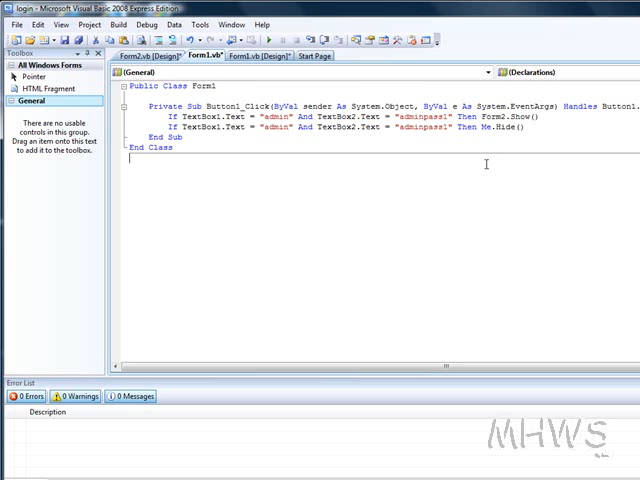 login - Microsoft Visual Basic 2008 Express Edition
File Edit View Project Build Debug Data Tools Window Help
Toolbox
Form2.vb [Design]* Form1.vb* Form1.vb [Design]* Start Page
All Windows Forms
Pointer
HTML Fragment
General
There are no usable
controls in this group.
Drag an item onto this text
to add it to the toolbox.
(General) (Declarations)
Public Class Form1
Private Sub Button1_Click(ByVal sender As System.Object, ByVal e As System.EventArgs) Handles Button1.
If TextBox1.Text = "admin" And TextBox2.Text = "adminpass1" Then Form2.Show()
If TextBox1.Text = "admin" And TextBox2.Text = "adminpass1" Then Me.Hide()
End Sub
End Class
Error List
0 Errors 0 Warnings 0 Messages
Description
MHWS